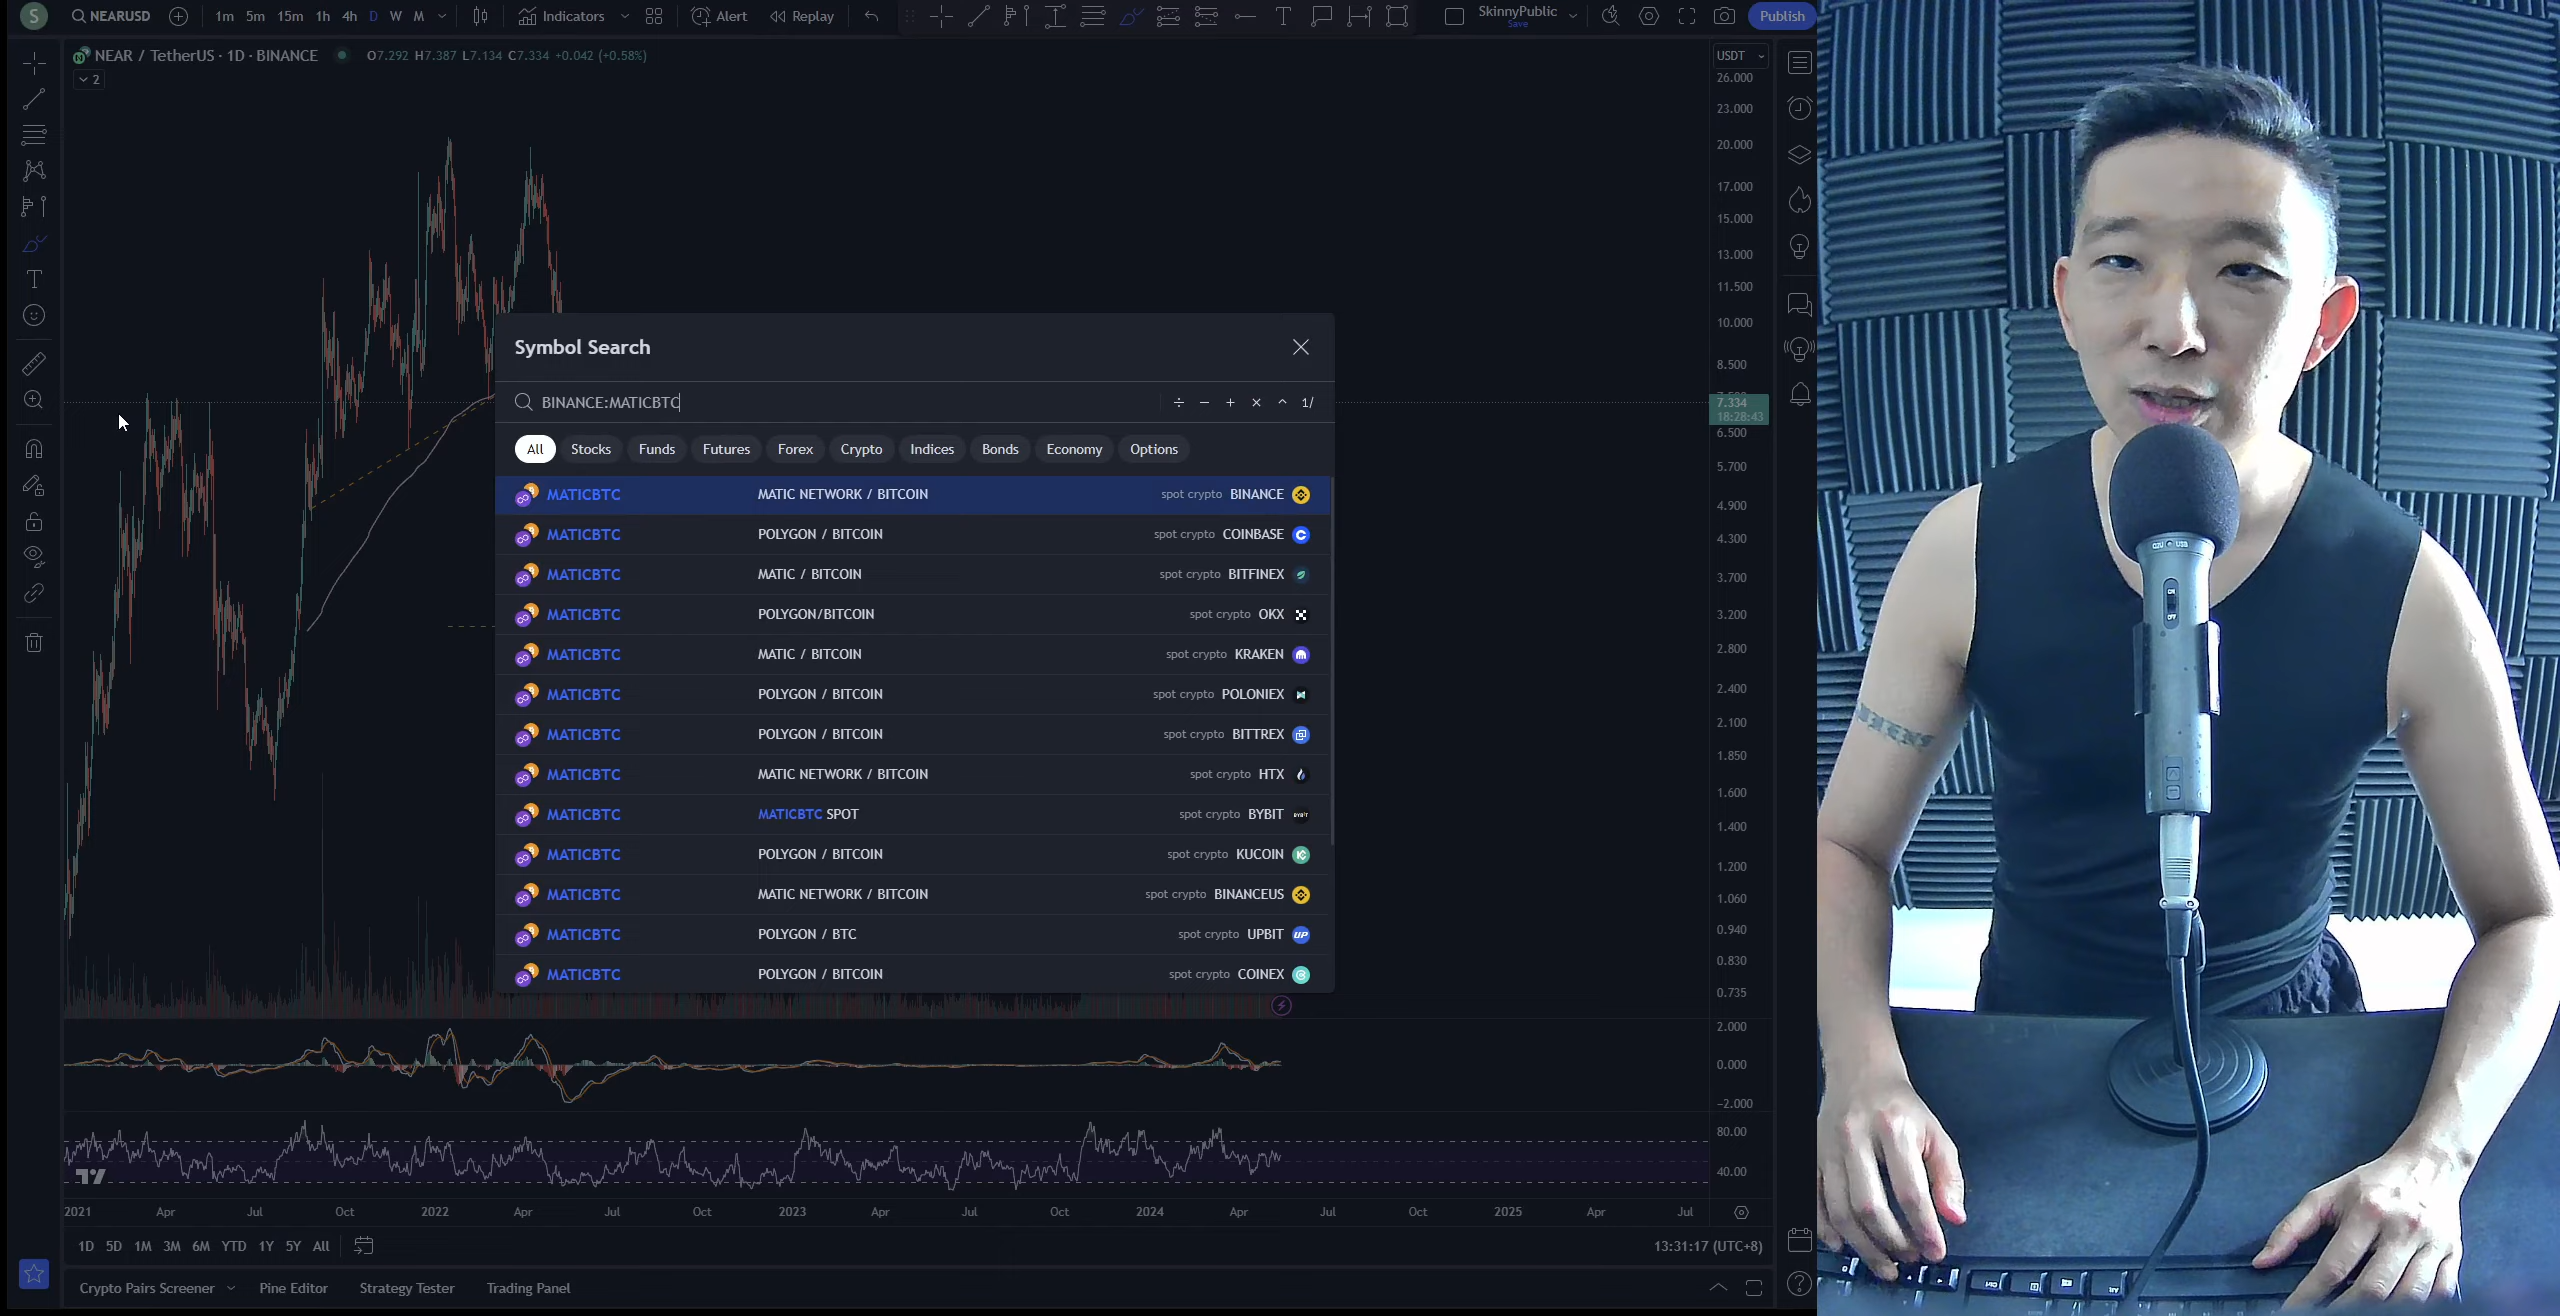 S NEARUSD 1m 5m 15m 1h 4h D W M Indicators Alert Replay T SkinnyPublic Save Publish
NEAR / TetherUS · 1D · BINANCE O7.292 H7.387 L7.134 C7.334 +0.042 (+0.58%) USDT
2
26.000
23.000
20.000
17.000
15.000
13.000
11.500
10.000
8.500
7.334
18:28:43
6.500
5.700
4.900
4.300
3.700
3.200
2.800
2.400
2.100
1.850
1.600
1.400
1.200
1.060
0.940
0.830
0.735
2.000
0.000
−2.000
80.00
40.00
Symbol Search
BINANCE:MATICBTC ÷ − + × ^ 1/
All Stocks Funds Futures Forex Crypto Indices Bonds Economy Options
MATICBTC MATIC NETWORK / BITCOIN spot crypto BINANCE
MATICBTC POLYGON / BITCOIN spot crypto COINBASE
MATICBTC MATIC / BITCOIN spot crypto BITFINEX
MATICBTC POLYGON/BITCOIN spot crypto OKX
MATICBTC MATIC / BITCOIN spot crypto KRAKEN
MATICBTC POLYGON / BITCOIN spot crypto POLONIEX
MATICBTC POLYGON / BITCOIN spot crypto BITTREX
MATICBTC MATIC NETWORK / BITCOIN spot crypto HTX
MATICBTC MATICBTC SPOT spot crypto BYBIT
MATICBTC POLYGON / BITCOIN spot crypto KUCOIN
MATICBTC MATIC NETWORK / BITCOIN spot crypto BINANCEUS
MATICBTC POLYGON / BTC spot crypto UPBIT
MATICBTC POLYGON / BITCOIN spot crypto COINEX
2021 Apr Jul Oct 2022 Apr Jul Oct 2023 Apr Jul Oct 2024 Apr Jul Oct 2025 Apr Jul
1D 5D 1M 3M 6M YTD 1Y 5Y All 13:31:17 (UTC+8)
Crypto Pairs Screener Pine Editor Strategy Tester Trading Panel